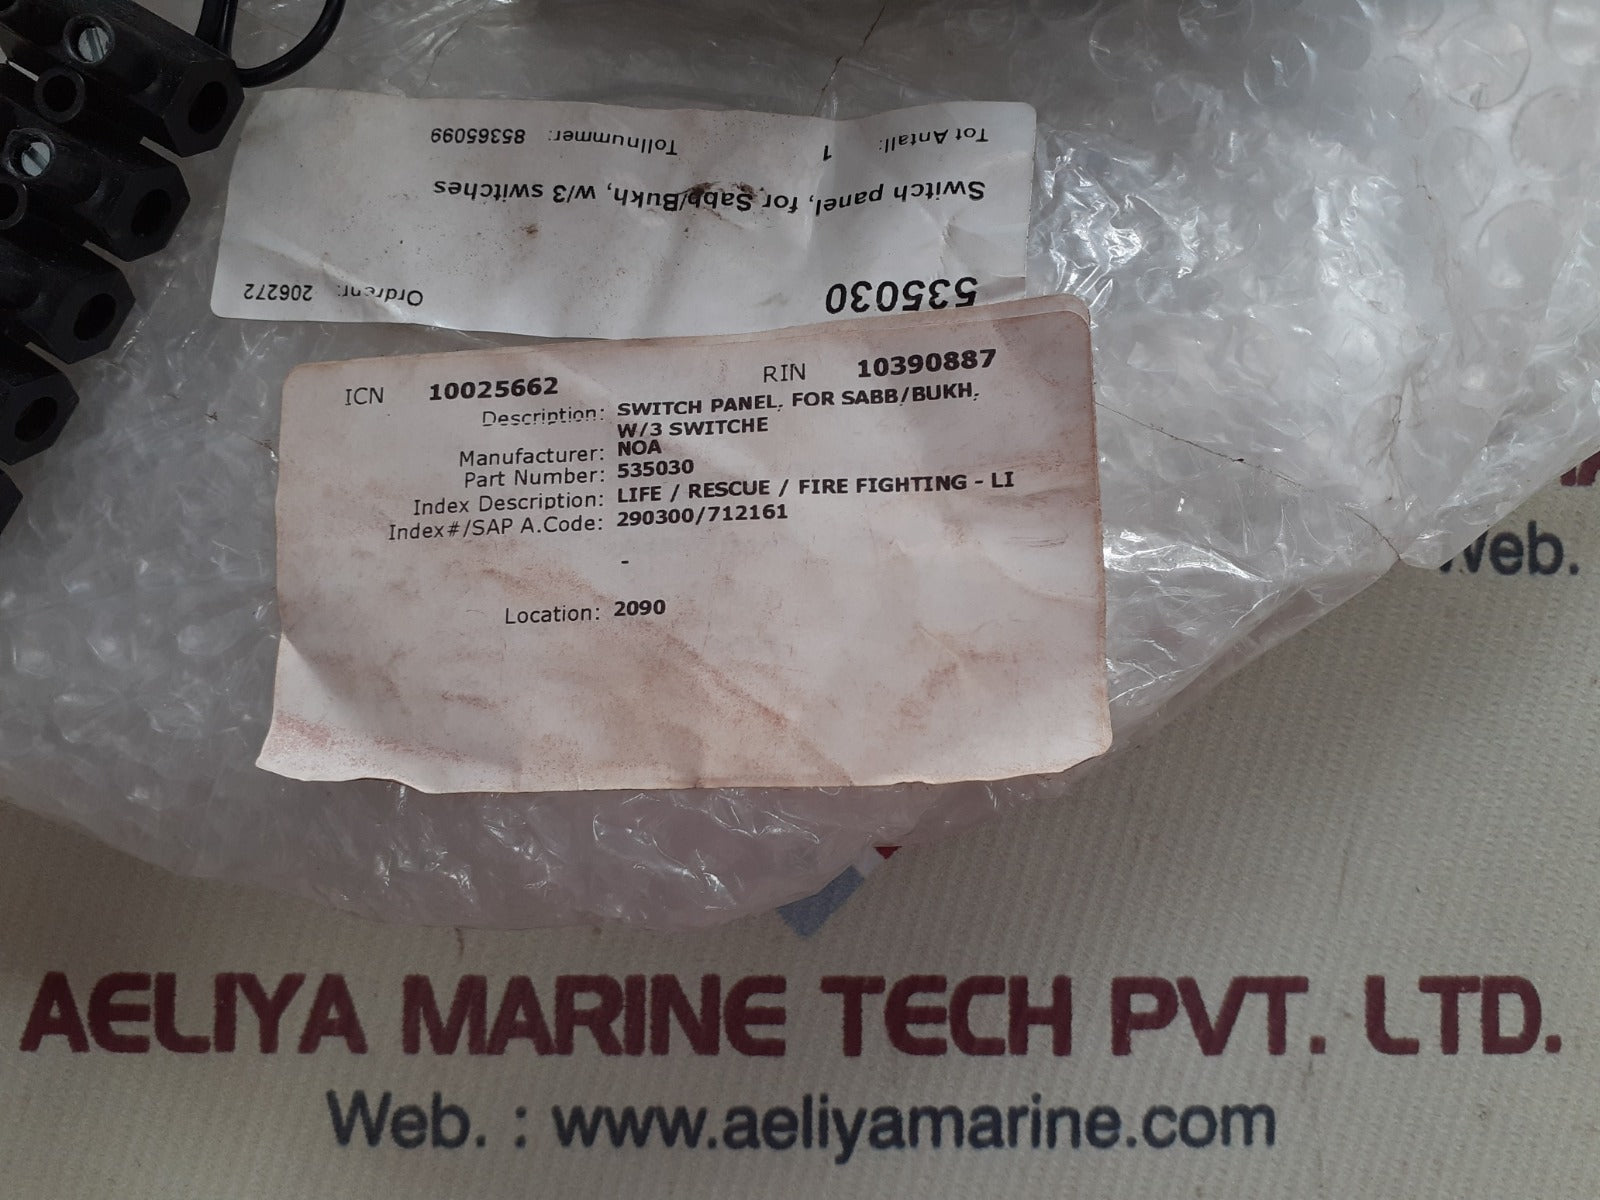 Tot Antall: 1 Tollnummer: 85365099
Switch panel, for Sabb/Bukh, w/3 switches
535030 Ordrenr: 206272
ICN 10025662 RIN 10390887
Description: SWITCH PANEL, FOR SABB/BUKH,
W/3 SWITCHE
Manufacturer: NOA
Part Number: 535030
Index Description: LIFE / RESCUE / FIRE FIGHTING - LI
Index#/SAP A.Code: 290300/712161
-
Location: 2090
Web.
AELIYA MARINE TECH PVT. LTD.
Web. : www.aeliyamarine.com